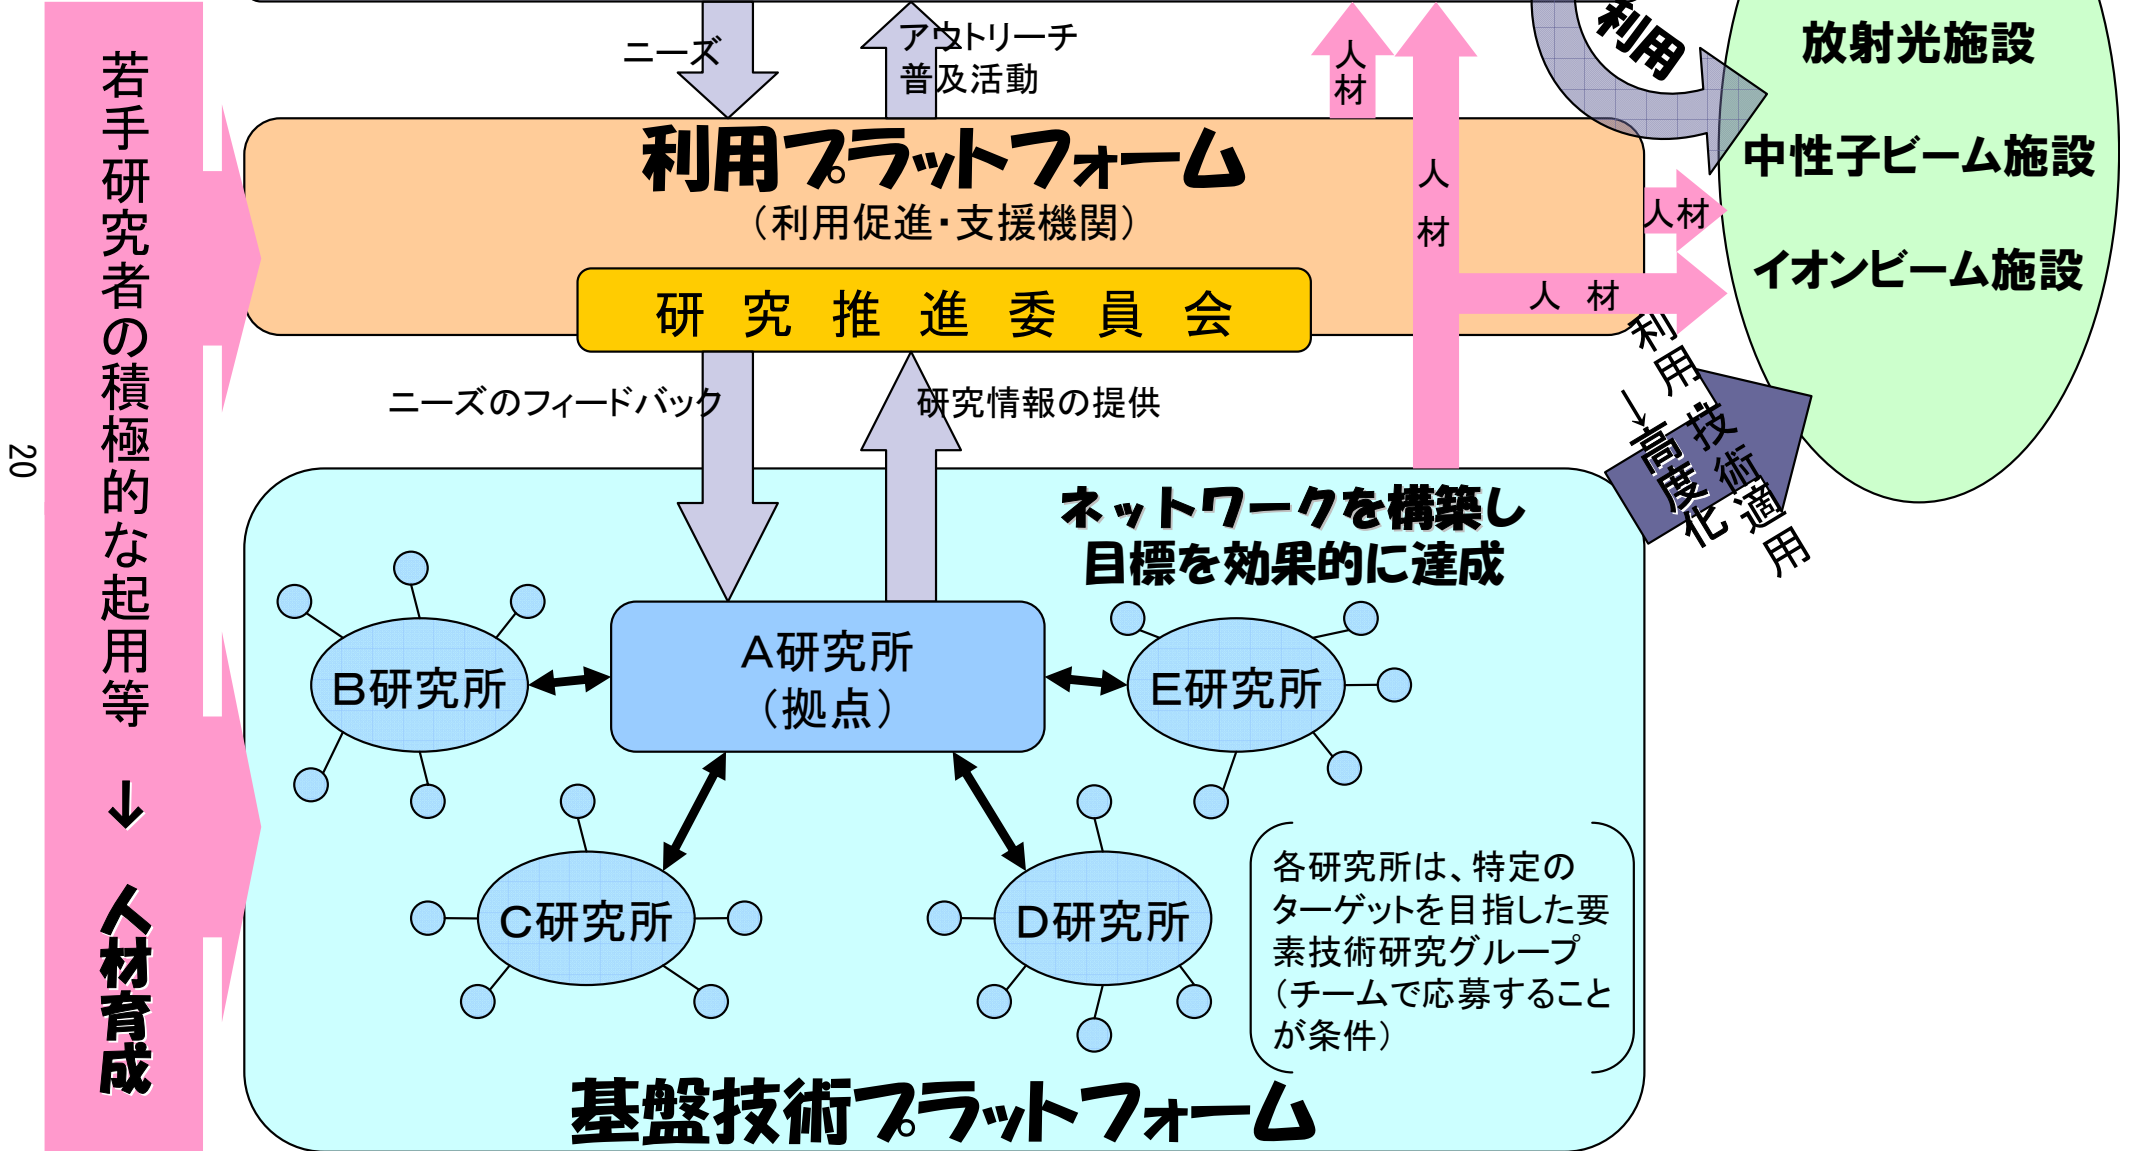 若手研究者の積極的な起用等 → 人材育成
20
ニーズ
アウトリーチ
普及活動
人材
利用
放射光施設
中性子ビーム施設
イオンビーム施設
利用プラットフォーム
（利用促進・支援機関）
人材
人材
人 材
研究推進委員会
ニーズのフィードバック
研究情報の提供
利用技術適用
→高度化
ネットワークを構築し
目標を効果的に達成
A研究所
（拠点）
B研究所
E研究所
C研究所
D研究所
各研究所は、特定の
ターゲットを目指した要
素技術研究グループ
（チームで応募すること
が条件）
基盤技術プラットフォーム